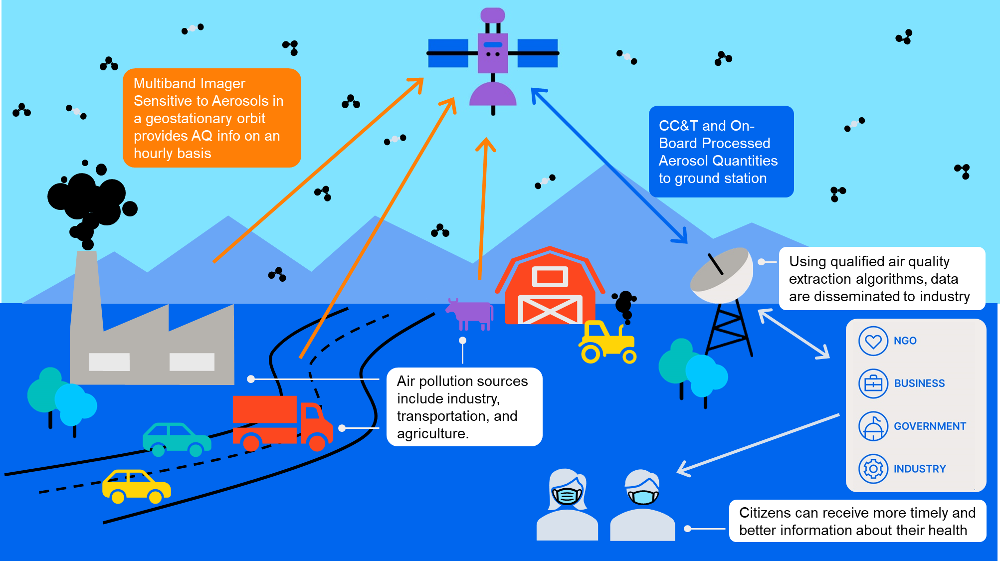 Multiband Imager
Sensitive to Aerosols in
a geostationary orbit
provides AQ info on an
hourly basis
CC&T and On-
Board Processed
Aerosol Quantities
to ground station
Using qualified air quality
extraction algorithms, data
are disseminated to industry
NGO
BUSINESS
GOVERNMENT
INDUSTRY
Air pollution sources
include industry,
transportation, and
agriculture.
Citizens can receive more timely and
better information about their health